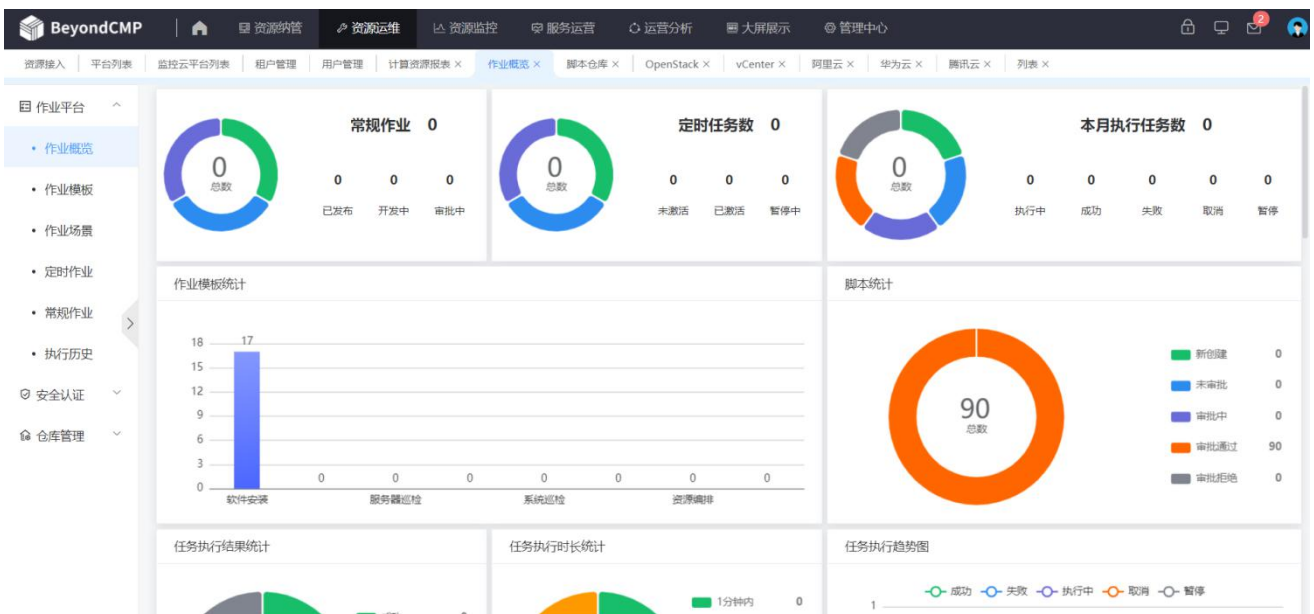 BeyondCMP 资源纳管 资源运维 资源监控 服务运营 运营分析 大屏展示 管理中心 2
资源接入 平台列表 监控云平台列表 租户管理 用户管理 计算资源报表 × 作业概览 × 脚本仓库 × OpenStack × vCenter × 阿里云 × 华为云 × 腾讯云 × 列表 ×
作业平台
作业概览
作业模板
作业场景
定时作业
常规作业
执行历史
安全认证
仓库管理
0
总数
常规作业 0
0 0 0
已发布 开发中 审批中
0
总数
定时任务数 0
0 0 0
未激活 已激活 暂停中
0
总数
本月执行任务数 0
0 0 0 0 0
执行中 成功 失败 取消 暂停
作业模板统计
18
15
12
9
6
3
0
17 0 0 0 0 0 0 0
软件安装 服务器巡检 系统巡检 资源编排
脚本统计
90
总数
新创建 0
未审批 0
审批中 0
审批通过 90
审批拒绝 0
任务执行结果统计
任务执行时长统计
1分钟内 0
任务执行趋势图
成功 失败 执行中 取消 暂停
1